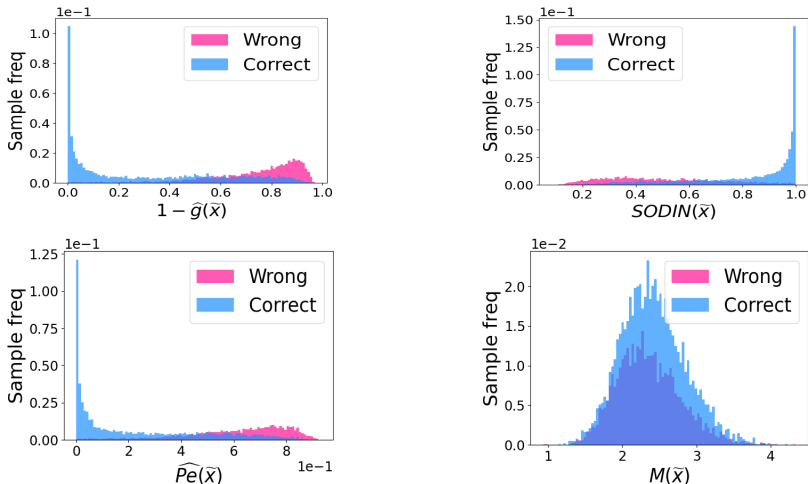 1e−1
Sample freq
1.0
0.8
0.6
0.4
0.2
0.0
0.0 0.2 0.4 0.6 0.8 1.0
Wrong
Correct
1 − ĝ(x̃)
1e−1
Sample freq
1.50
1.25
1.00
0.75
0.50
0.25
0.00
0.2 0.4 0.6 0.8 1.0
Wrong
Correct
SODIN(x̃)
1e−1
Sample freq
1.25
1.00
0.75
0.50
0.25
0.00
0 2 4 6 8
1e−1
Wrong
Correct
P̂e(x̃)
1e−2
Sample freq
2.0
1.5
1.0
0.5
0.0
1 2 3 4
Wrong
Correct
M(x̃)